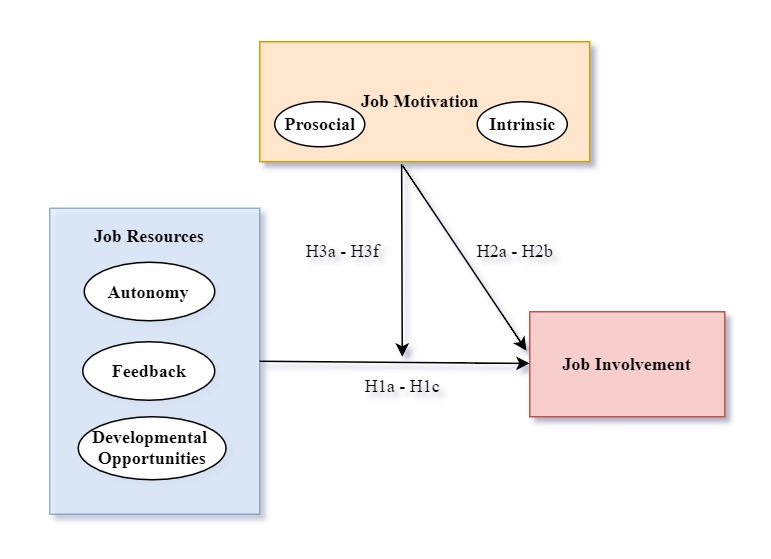 Job Motivation
Prosocial
Intrinsic
Job Resources
Autonomy
Feedback
Developmental
Opportunities
H3a - H3f
H2a - H2b
H1a - H1c
Job Involvement